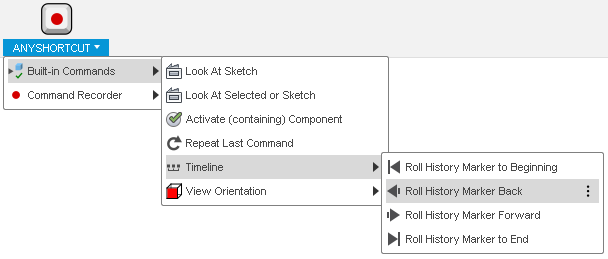 ANYSHORTCUT
Built-in Commands
Command Recorder
Look At Sketch
Look At Selected or Sketch
Activate (containing) Component
Repeat Last Command
Timeline
View Orientation
Roll History Marker to Beginning
Roll History Marker Back
Roll History Marker Forward
Roll History Marker to End